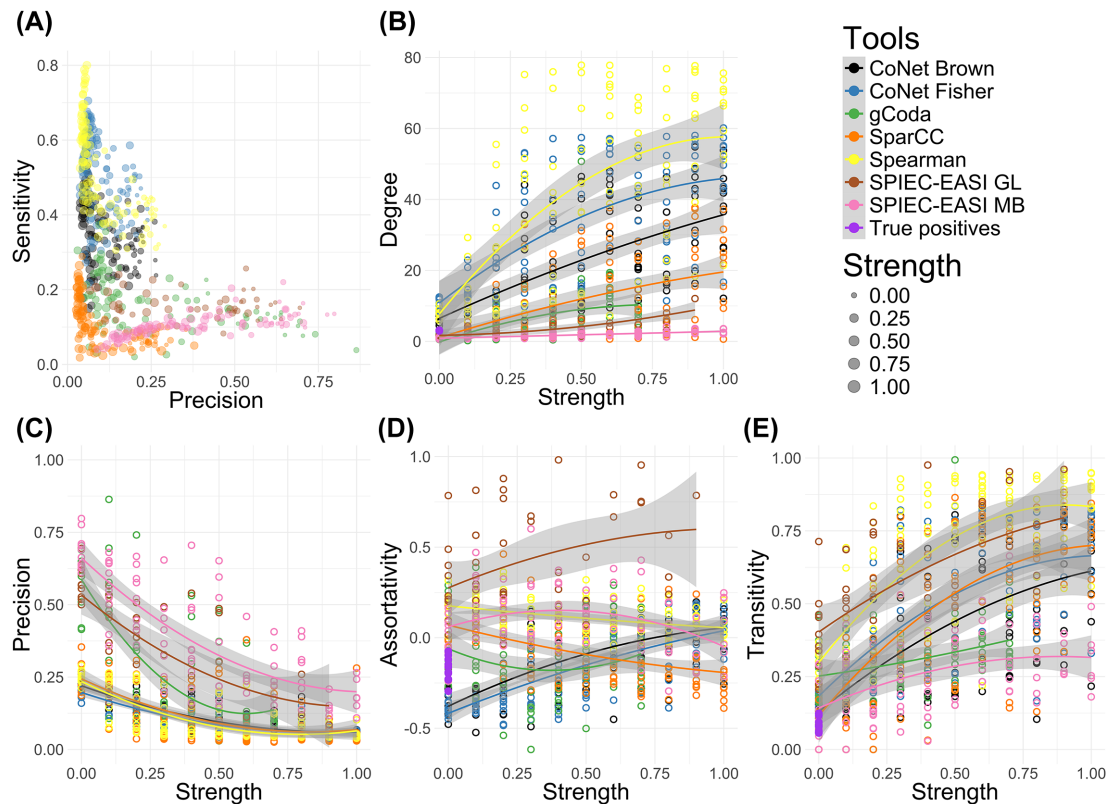 (A)
0.8
0.6
0.4
0.2
0.0
Sensitivity
0.00
0.25
0.50
0.75
Precision
(B)
60
40
20
0
Degree
0.00
0.25
0.50
0.75
1.00
Strength
Tools
CoNet Brown
CoNet Fisher
gCoda
SparCC
Spearman
SPIEC-EASI GL
SPIEC-EASI MB
True positives
Strength
0.00
0.25
0.50
0.75
1.00
(C)
1.00
0.75
0.50
0.25
0.00
Precision
0.00
0.25
0.50
0.75
1.00
Strength
(D)
1.0
0.5
0.0
-0.5
Assortativity
0.00
0.25
0.50
0.75
1.00
Strength
(E)
1.00
0.75
0.50
0.25
0.00
Transitivity
0.00
0.25
0.50
0.75
1.00
Strength